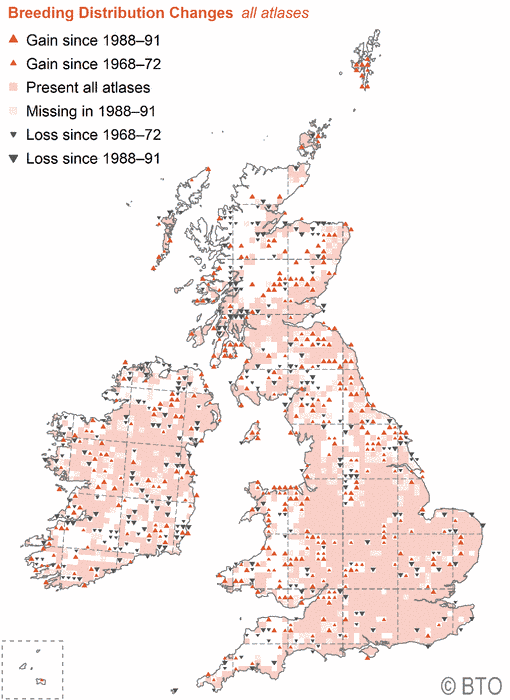 Breeding Distribution Changes all atlases
Gain since 1988–91
Gain since 1968–72
Present all atlases
Missing in 1988–91
Loss since 1968–72
Loss since 1988–91
© BTO